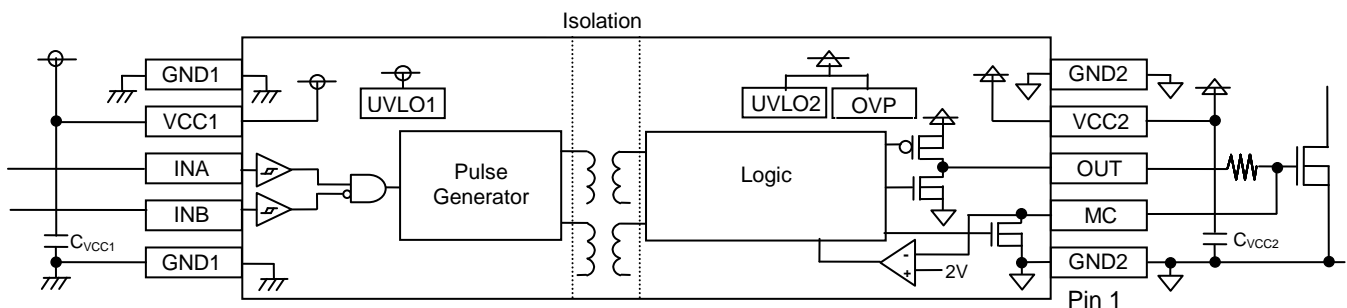 Isolation
GND1
UVLO1
UVLO2
OVP
GND2
VCC1
VCC2
INA
Pulse
Generator
Logic
OUT
INB
MC
CVCC1
GND1
-
+
2V
GND2
CVCC2
Pin 1